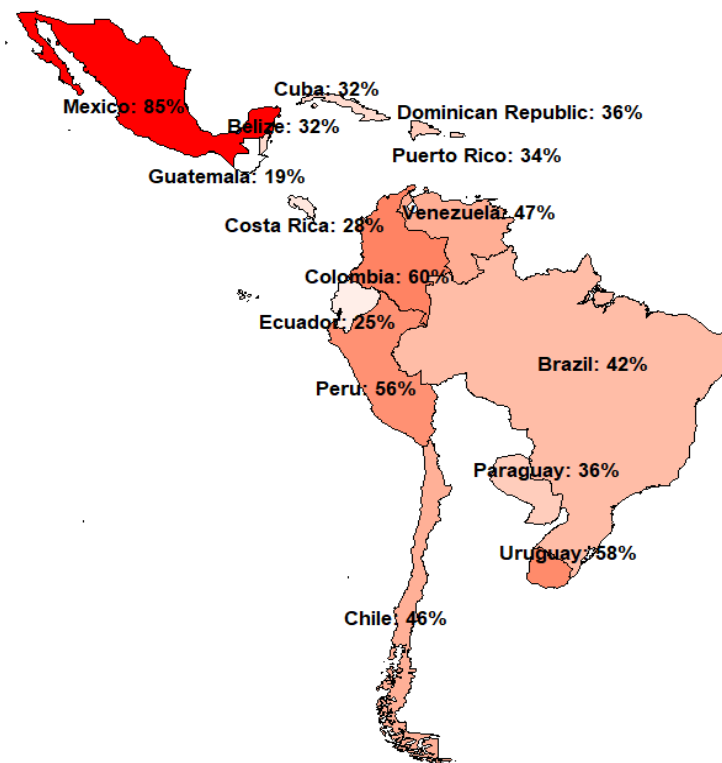 Cuba: 32%
Mexico: 85%
Dominican Republic: 36%
Belize: 32%
Puerto Rico: 34%
Guatemala: 19%
Venezuela: 47%
Costa Rica: 28%
Colombia: 60%
Ecuador: 25%
Brazil: 42%
Peru: 56%
Paraguay: 36%
Uruguay: 58%
Chile: 46%